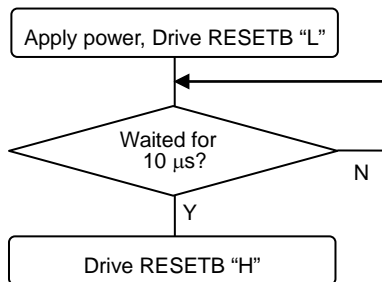 Apply power, Drive RESETB “L”
Waited for
10 μs?
N
Y
Drive RESETB “H”